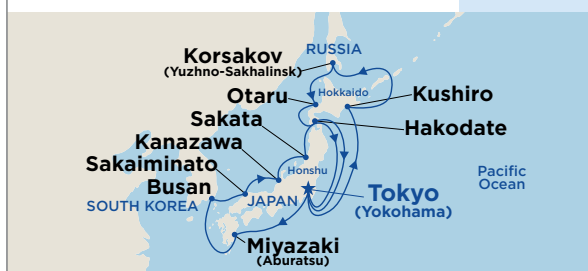 Korsakov
(Yuzhno-Sakhalinsk)
RUSSIA
Otaru
Hokkaido
Kushiro
Sakata
Hakodate
Kanazawa
Sakaiminato
Honshu
Pacific
Ocean
Busan
SOUTH KOREA
JAPAN
Tokyo
(Yokohama)
Miyazaki
(Aburatsu)